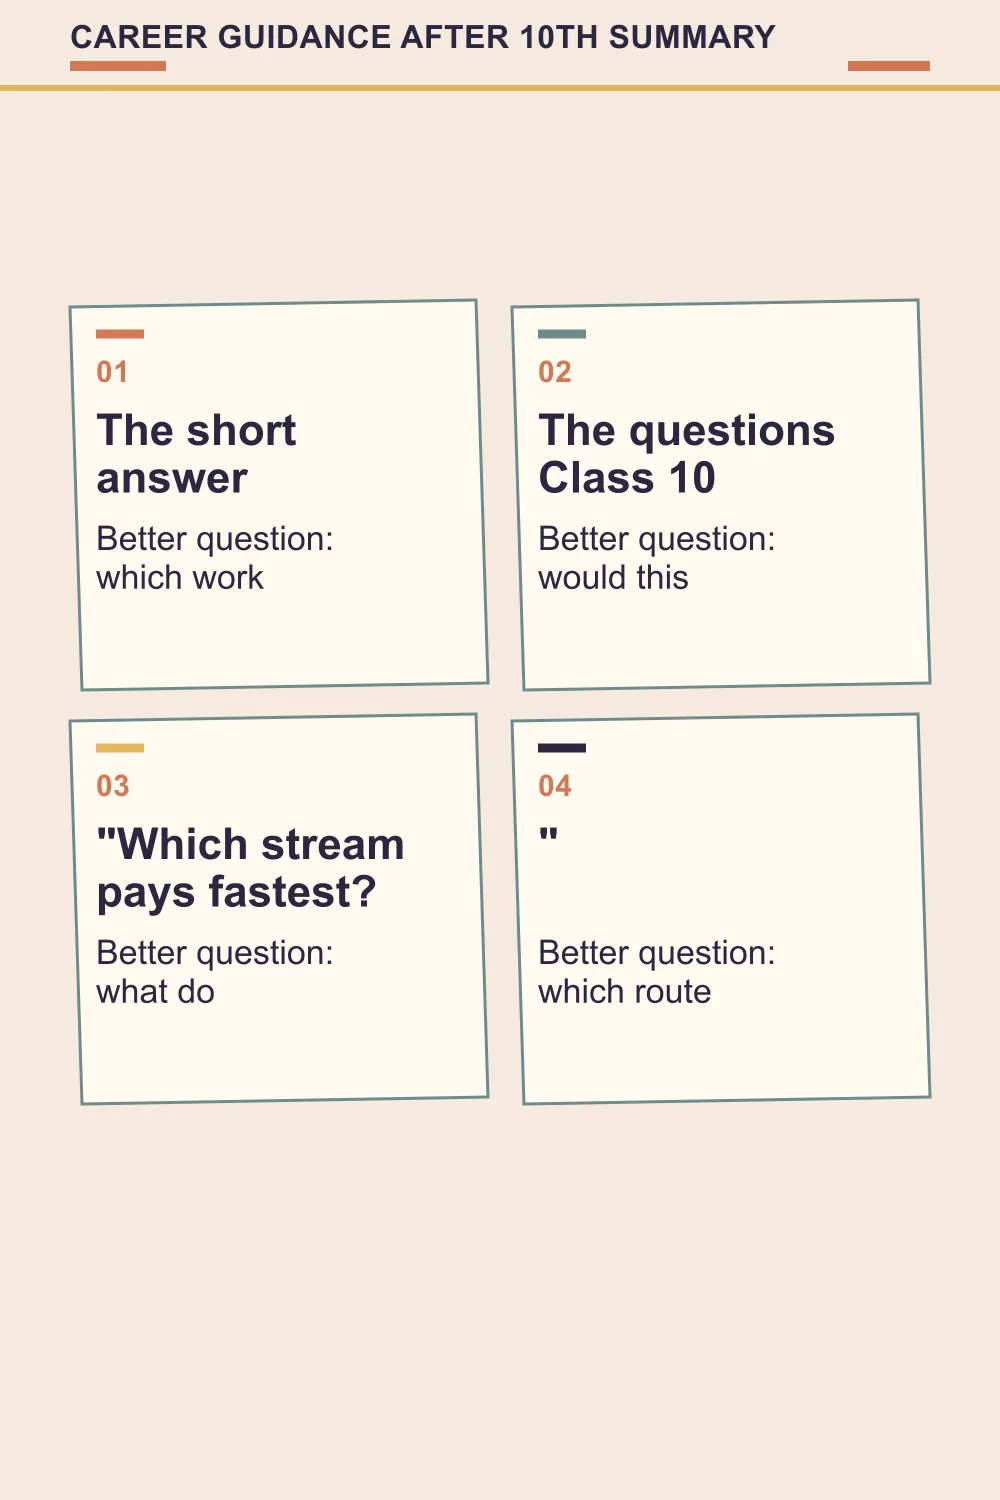 CAREER GUIDANCE AFTER 10TH SUMMARY
01
The short
answer
Better question:
which work
02
The questions
Class 10
Better question:
would this
03
"Which stream
pays fastest?
Better question:
what do
04
"
Better question:
which route